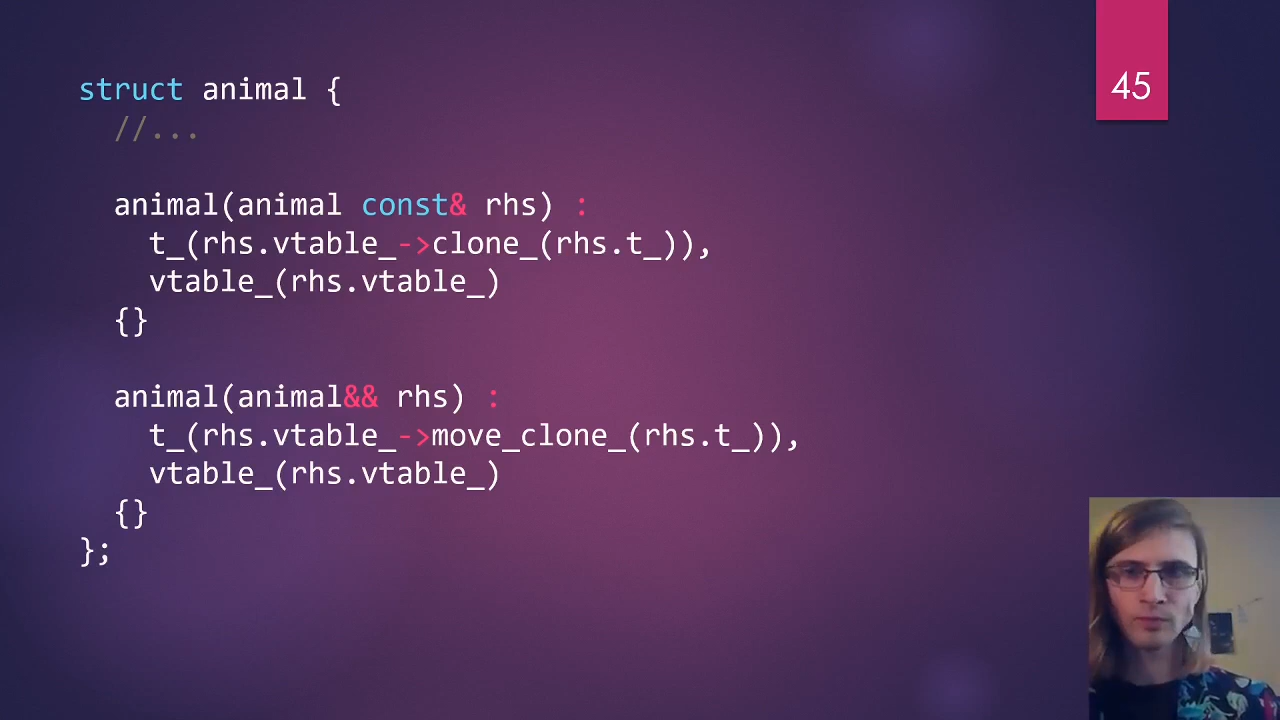 struct animal {
//...
animal(animal const& rhs) :
t_(rhs.vtable_->clone_(rhs.t_)),
vtable_(rhs.vtable_)
{}
animal(animal&& rhs) :
t_(rhs.vtable_->move_clone_(rhs.t_)),
vtable_(rhs.vtable_)
{}
};
45